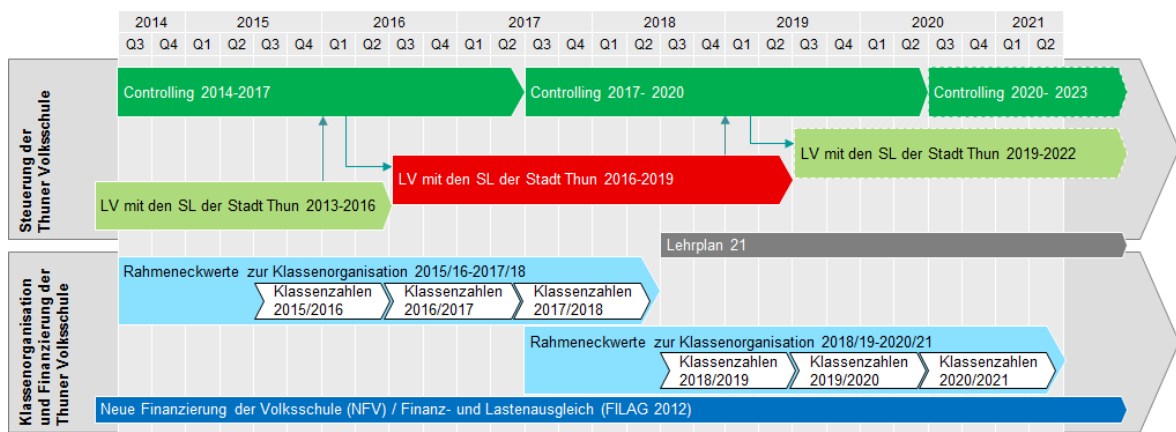 2014 2015 2016 2017 2018 2019 2020 2021
Q3 Q4 Q1 Q2 Q3 Q4 Q1 Q2 Q3 Q4 Q1 Q2 Q3 Q4 Q1 Q2 Q3 Q4 Q1 Q2 Q3 Q4 Q1 Q2 Q3 Q4 Q1 Q2
Steuerung der
Thuner Volksschule
Controlling 2014-2017
Controlling 2017- 2020
Controlling 2020- 2023
LV mit den SL der Stadt Thun 2019-2022
LV mit den SL der Stadt Thun 2016-2019
LV mit den SL der Stadt Thun 2013-2016
Lehrplan 21
Klassenorganisation
und Finanzierung der
Thuner Volksschule
Rahmeneckwerte zur Klassenorganisation 2015/16-2017/18
Klassenzahlen
2015/2016
Klassenzahlen
2016/2017
Klassenzahlen
2017/2018
Rahmeneckwerte zur Klassenorganisation 2018/19-2020/21
Klassenzahlen
2018/2019
Klassenzahlen
2019/2020
Klassenzahlen
2020/2021
Neue Finanzierung der Volksschule (NFV) / Finanz- und Lastenausgleich (FILAG 2012)